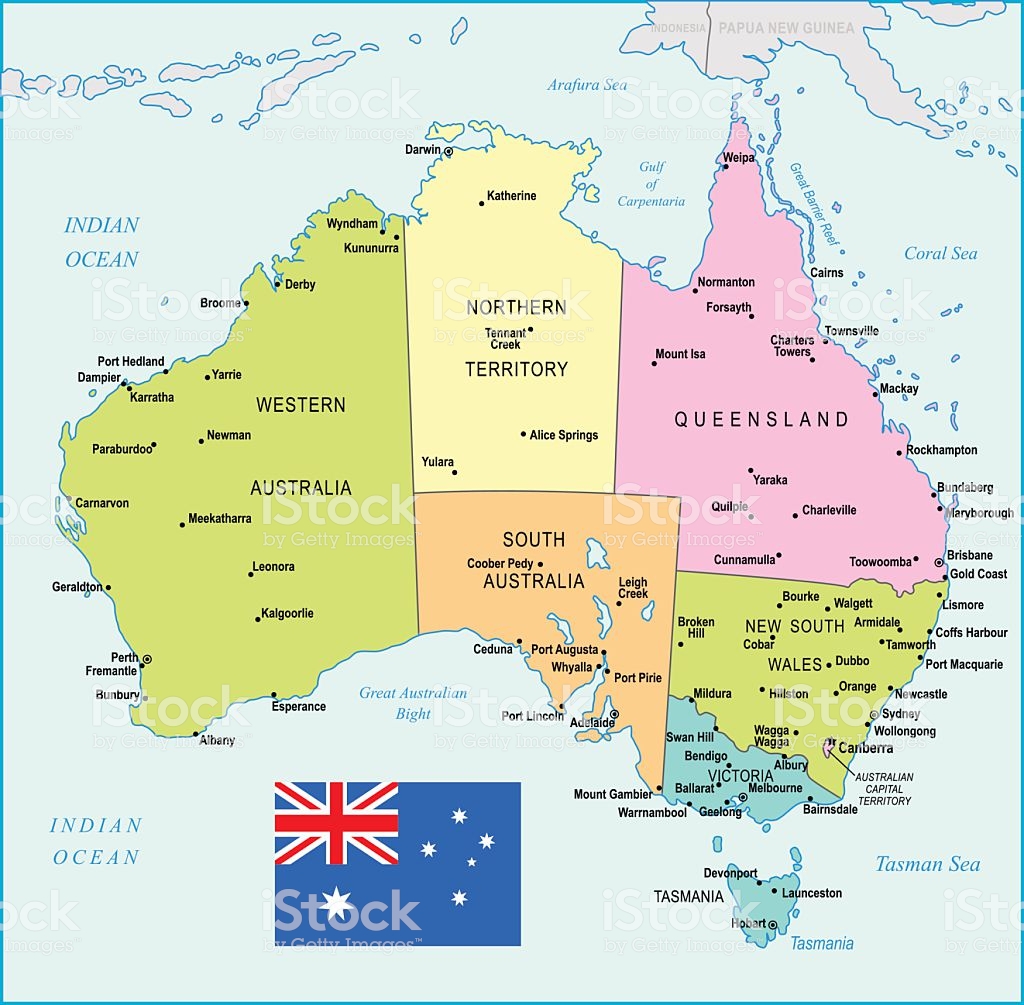 INDONESIA
PAPUA NEW GUINEA
Arafura Sea
Darwin
Weipa
Gulf
of
Carpentaria
Great Barrier Reef
Katherine
INDIAN
OCEAN
Wyndham
Kununurra
Coral Sea
Cairns
Derby
Normanton
Broome
NORTHERN
Forsayth
Tennant
Creek
Townsville
Charters
Towers
Port Hedland
Mount Isa
TERRITORY
Dampier
Yarrie
Karratha
Mackay
WESTERN
QUEENSLAND
Newman
Alice Springs
Paraburdoo
Rockhampton
Yulara
Yaraka
AUSTRALIA
Bundaberg
Carnarvon
Quilpie
Charleville
Maryborough
Meekatharra
SOUTH
Brisbane
Cunnamulla
Toowoomba
Coober Pedy
Leonora
AUSTRALIA
Gold Coast
Geraldton
Leigh
Creek
Bourke
Walgett
Lismore
Kalgoorlie
Broken
Hill
NEW SOUTH
Armidale
Coffs Harbour
Cobar
Tamworth
Ceduna
Port Augusta
Perth
Whyalla
WALES
Dubbo
Port Macquarie
Fremantle
Port Pirie
Bunbury
Great Australian
Bight
Mildura
Hillston
Orange
Newcastle
Esperance
Port Lincoln
Adelaide
Sydney
Albany
Swan Hill
Wagga
Wagga
Wollongong
Canberra
Bendigo
Albury
AUSTRALIAN
CAPITAL
TERRITORY
VICTORIA
Mount Gambier
Ballarat
Melbourne
Warrnambool
Geelong
Bairnsdale
INDIAN
OCEAN
Tasman Sea
Devonport
TASMANIA
Launceston
Hobart
Tasmania
iStock
by Getty Images™